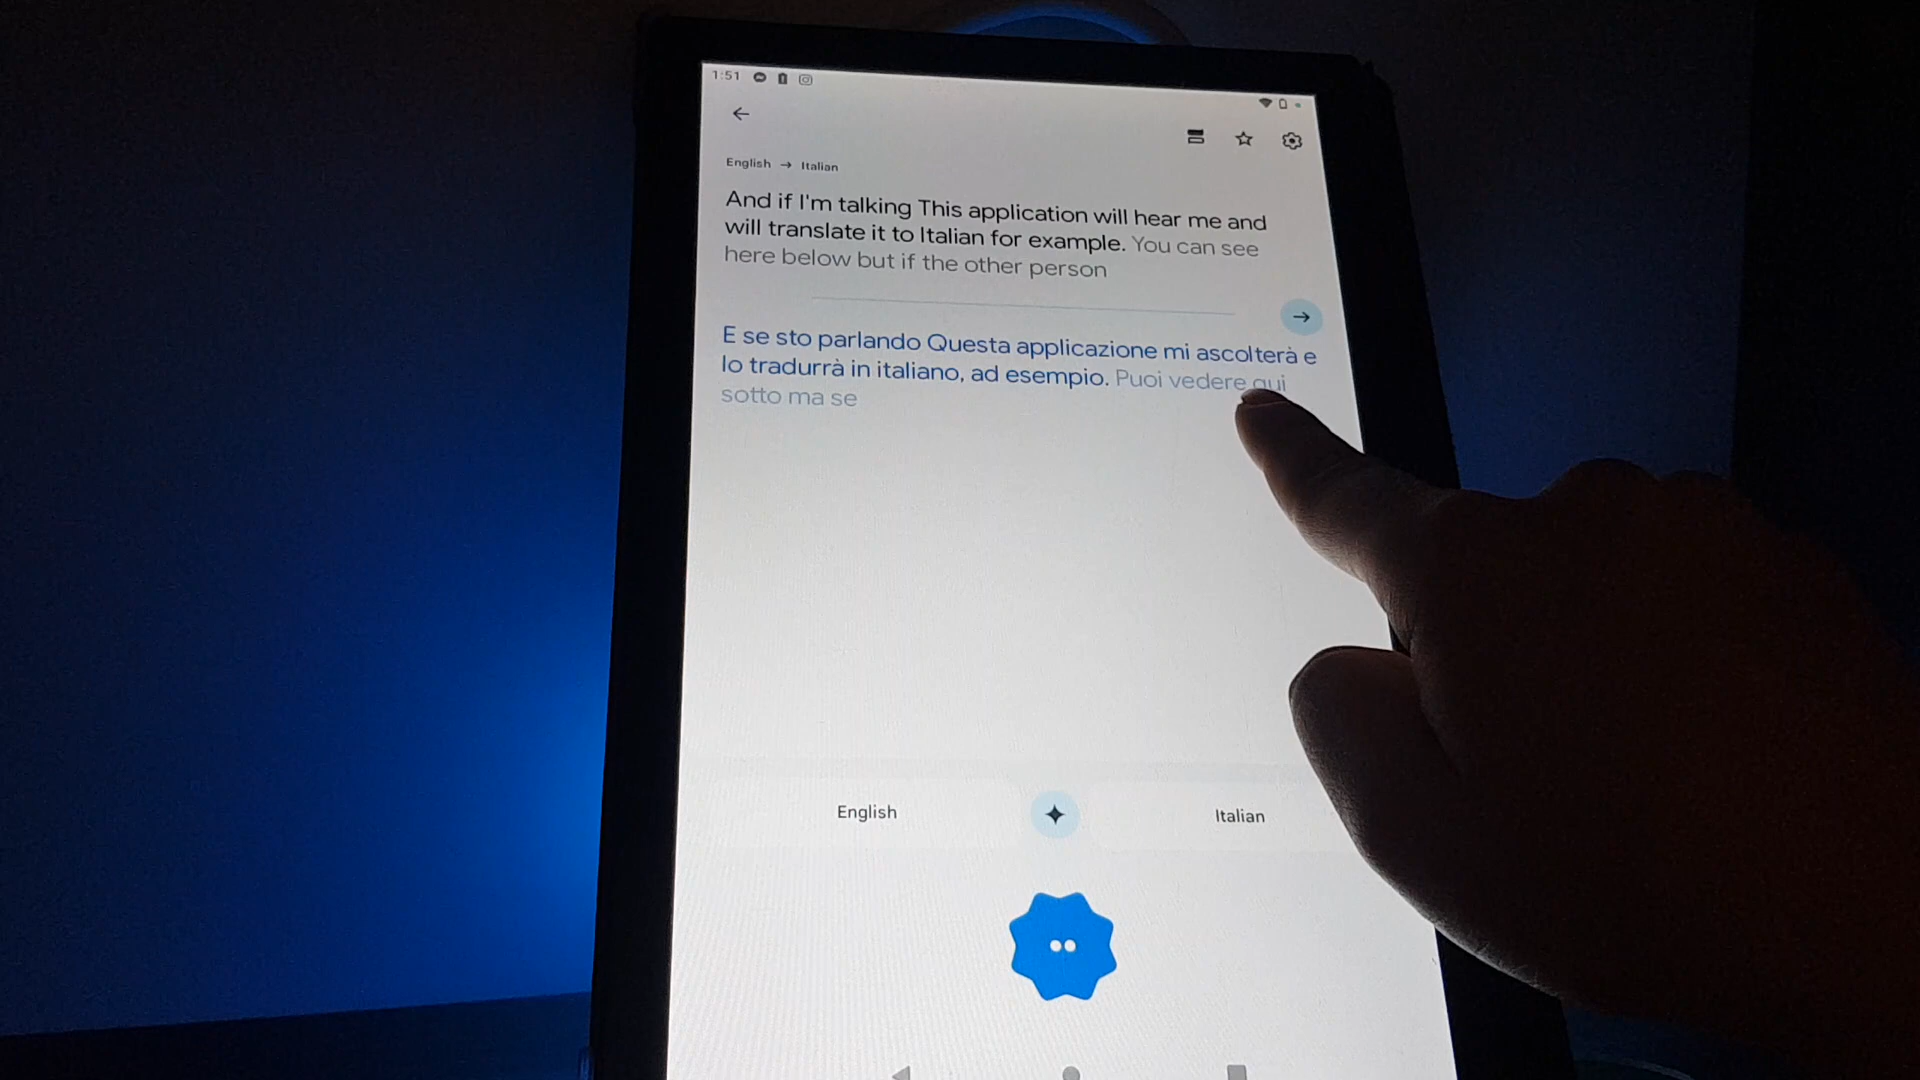 1:51
English → Italian
And if I'm talking This application will hear me and
will translate it to Italian for example. You can see
here below but if the other person
E se sto parlando Questa applicazione mi ascolterà e
lo tradurrà in italiano, ad esempio. Puoi vedere qui
sotto ma se
English
Italian